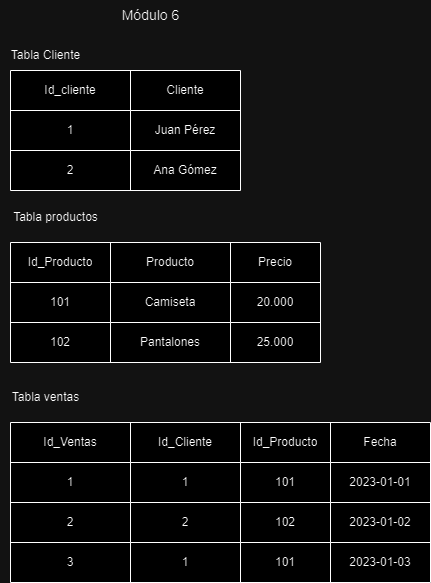 Módulo 6
Tabla Cliente
Id_cliente Cliente
1 Juan Pérez
2 Ana Gómez
Tabla productos
Id_Producto Producto Precio
101 Camiseta 20.000
102 Pantalones 25.000
Tabla ventas
Id_Ventas Id_Cliente Id_Producto Fecha
1 1 101 2023-01-01
2 2 102 2023-01-02
3 1 101 2023-01-03